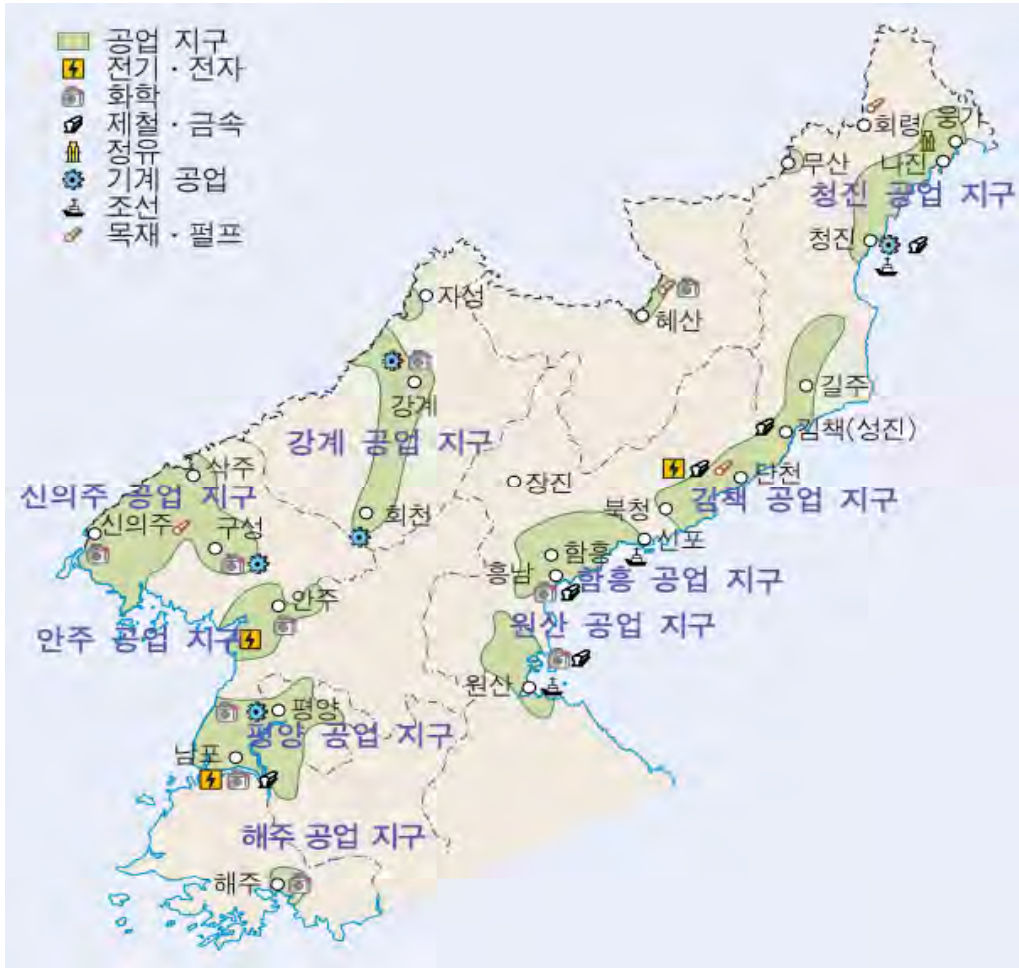 공업 지구
전기·전자
화학
제철·금속
정유
기계 공업
조선
목재·펄프
회령
웅기
무산
나진
청진 공업 지구
청진
자성
혜산
강계
길주
강계 공업 지구
김책(성진)
삭주
단천
장진
신의주 공업 지구
김책 공업 지구
북청
희천
신의주
구성
신포
함흥
흥남
함흥 공업 지구
안주
원산 공업 지구
안주 공업 지구
원산
평양
평양 공업 지구
남포
해주 공업 지구
해주